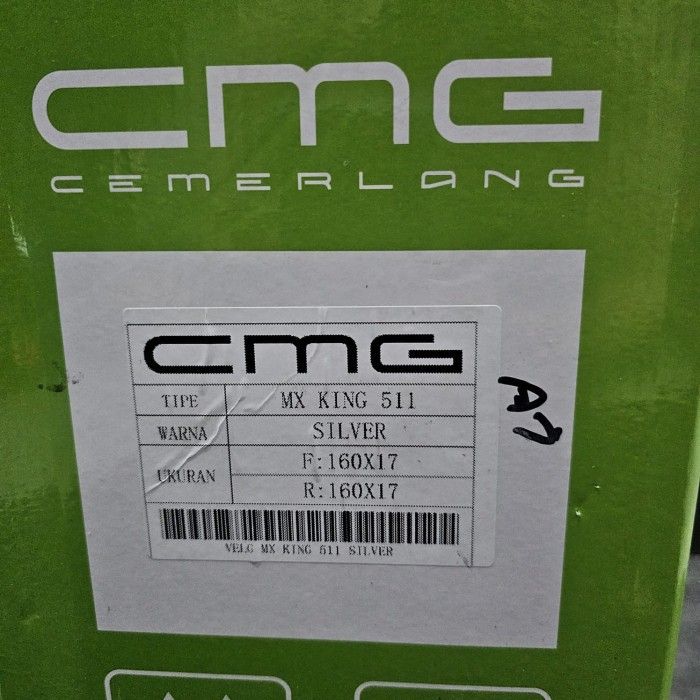 CMG
CEMERLANG
CMG
TIPE MX KING 511
WARNA SILVER
UKURAN F:160X17
R:160X17
VELG MX KING 511 SILVER
A7